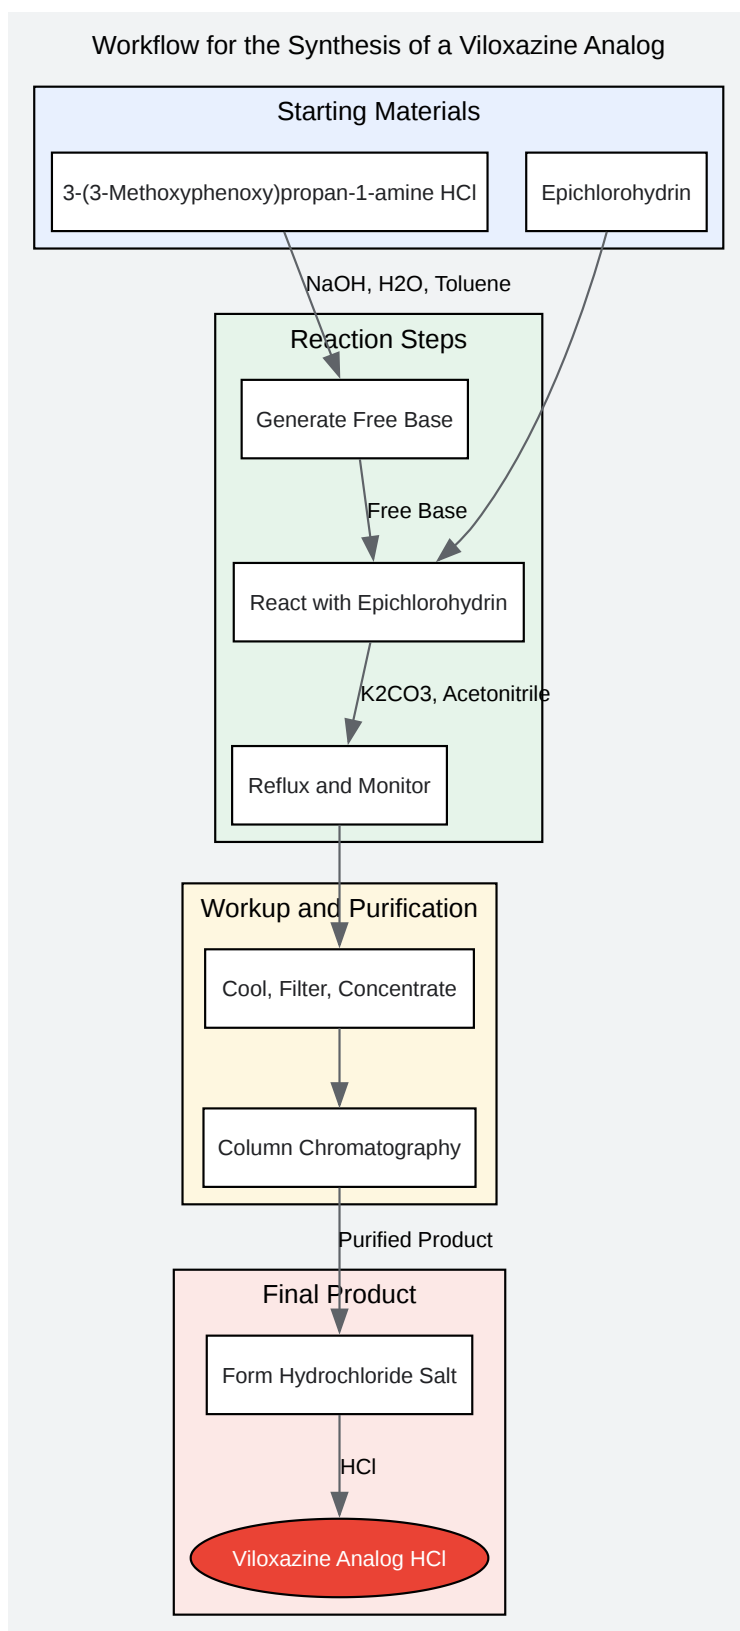 Workflow for the Synthesis of a Viloxazine Analog
Starting Materials
3-(3-Methoxyphenoxy)propan-1-amine HCl
Epichlorohydrin
NaOH, H2O, Toluene
Reaction Steps
Generate Free Base
Free Base
React with Epichlorohydrin
K2CO3, Acetonitrile
Reflux and Monitor
Workup and Purification
Cool, Filter, Concentrate
Column Chromatography
Purified Product
Final Product
Form Hydrochloride Salt
HCl
Viloxazine Analog HCl